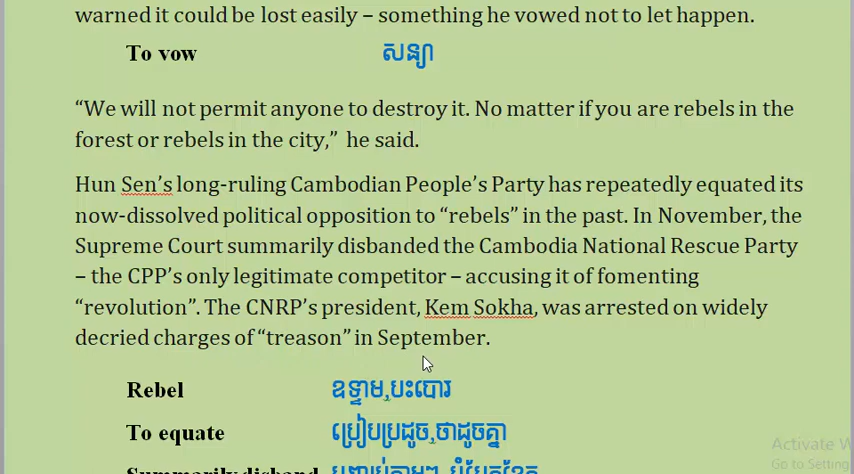 warned it could be lost easily – something he vowed not to let happen.
To vow សន្យា
“We will not permit anyone to destroy it. No matter if you are rebels in the
forest or rebels in the city,” he said.
Hun Sen’s long-ruling Cambodian People’s Party has repeatedly equated its
now-dissolved political opposition to “rebels” in the past. In November, the
Supreme Court summarily disbanded the Cambodia National Rescue Party
– the CPP’s only legitimate competitor – accusing it of fomenting
“revolution”. The CNRP’s president, Kem Sokha, was arrested on widely
decried charges of “treason” in September.
Rebel ឧទ្ទាម,បះបោរ
To equate ប្រៀបប្រដូច,ថាដូចគ្នា
Activate W
Go to Setting
Summarily disband